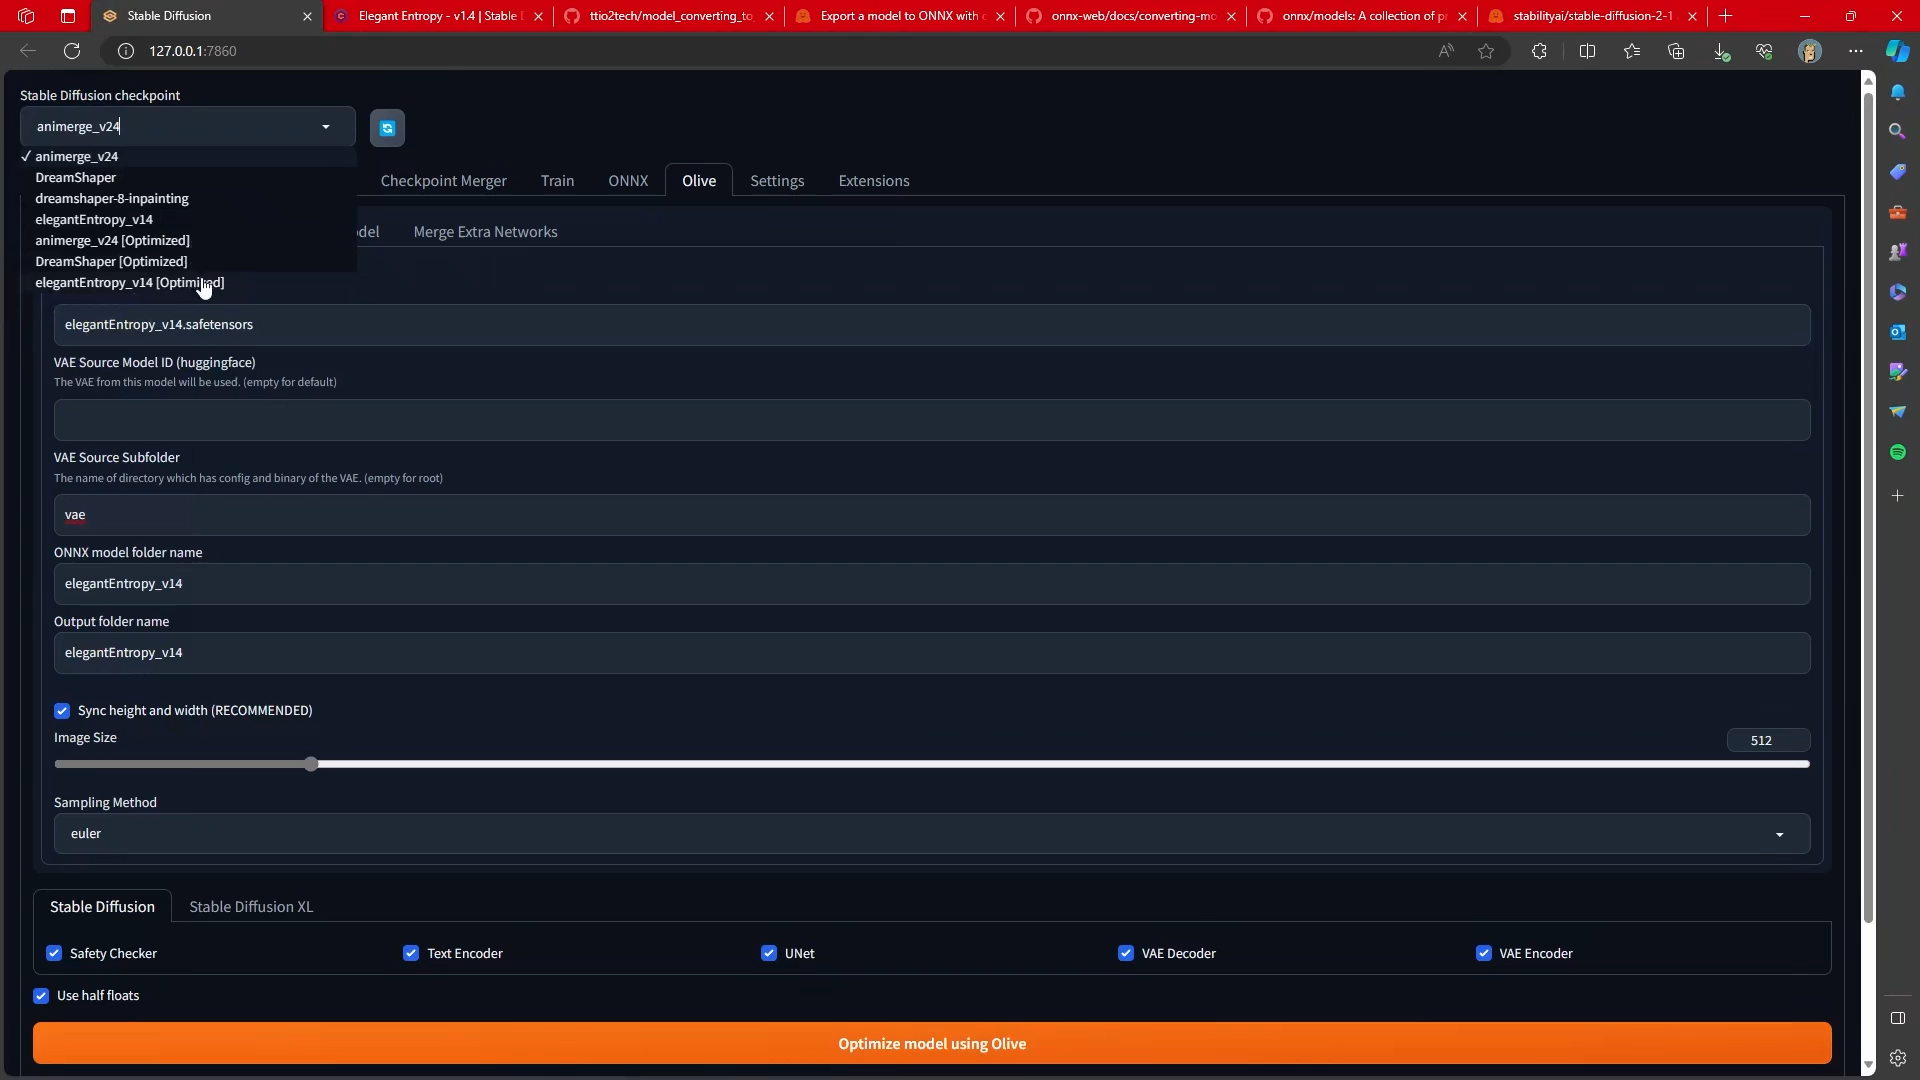 Stable Diffusion
Elegant Entropy - v1.4 | Stable D
ttio2tech/model_converting_to
Export a model to ONNX with o
onnx-web/docs/converting-mo
onnx/models: A collection of p
stabilityai/stable-diffusion-2-1
127.0.0.1:7860
Stable Diffusion checkpoint
animerge_v24
✓ animerge_v24
DreamShaper
dreamshaper-8-inpainting
elegantEntropy_v14
animerge_v24 [Optimized]
DreamShaper [Optimized]
elegantEntropy_v14 [Optimized]
Checkpoint Merger
Train
ONNX
Olive
Settings
Extensions
del
Merge Extra Networks
elegantEntropy_v14.safetensors
VAE Source Model ID (huggingface)
The VAE from this model will be used. (empty for default)
VAE Source Subfolder
The name of directory which has config and binary of the VAE. (empty for root)
vae
ONNX model folder name
elegantEntropy_v14
Output folder name
elegantEntropy_v14
Sync height and width (RECOMMENDED)
Image Size
512
Sampling Method
euler
Stable Diffusion
Stable Diffusion XL
Safety Checker
Text Encoder
UNet
VAE Decoder
VAE Encoder
Use half floats
Optimize model using Olive